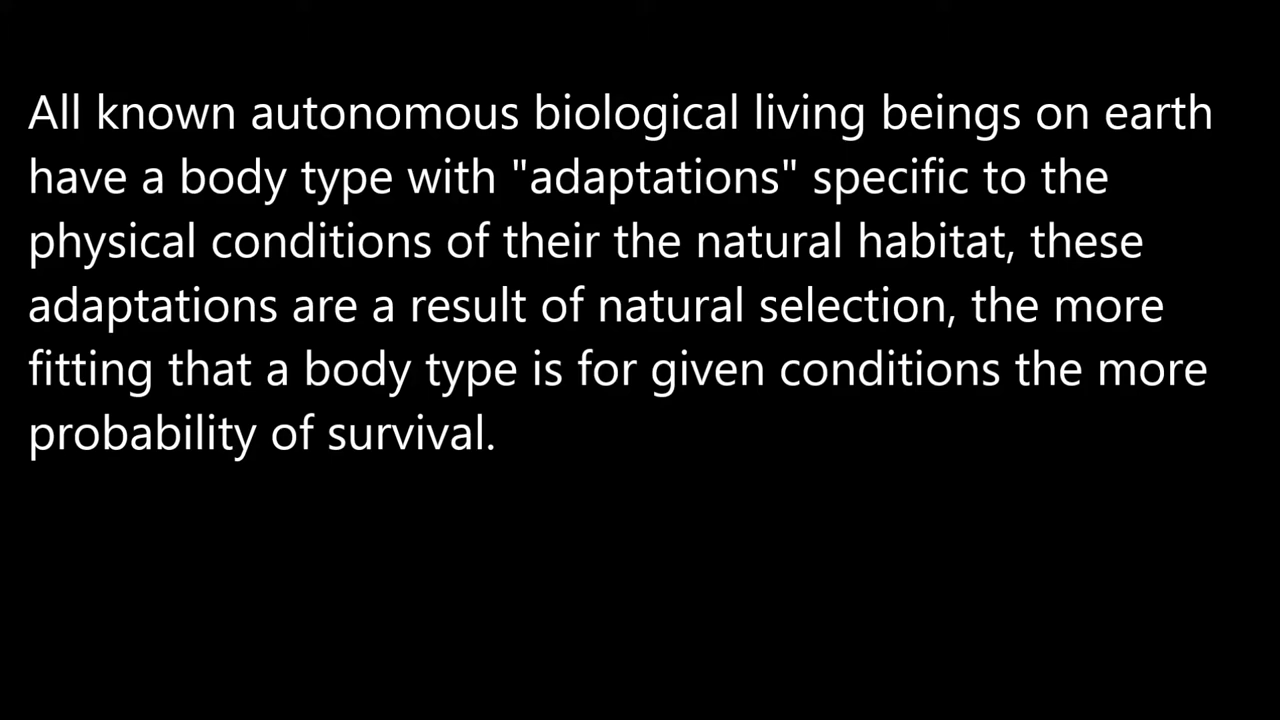 All known autonomous biological living beings on earth
have a body type with "adaptations" specific to the
physical conditions of their the natural habitat, these
adaptations are a result of natural selection, the more
fitting that a body type is for given conditions the more
probability of survival.